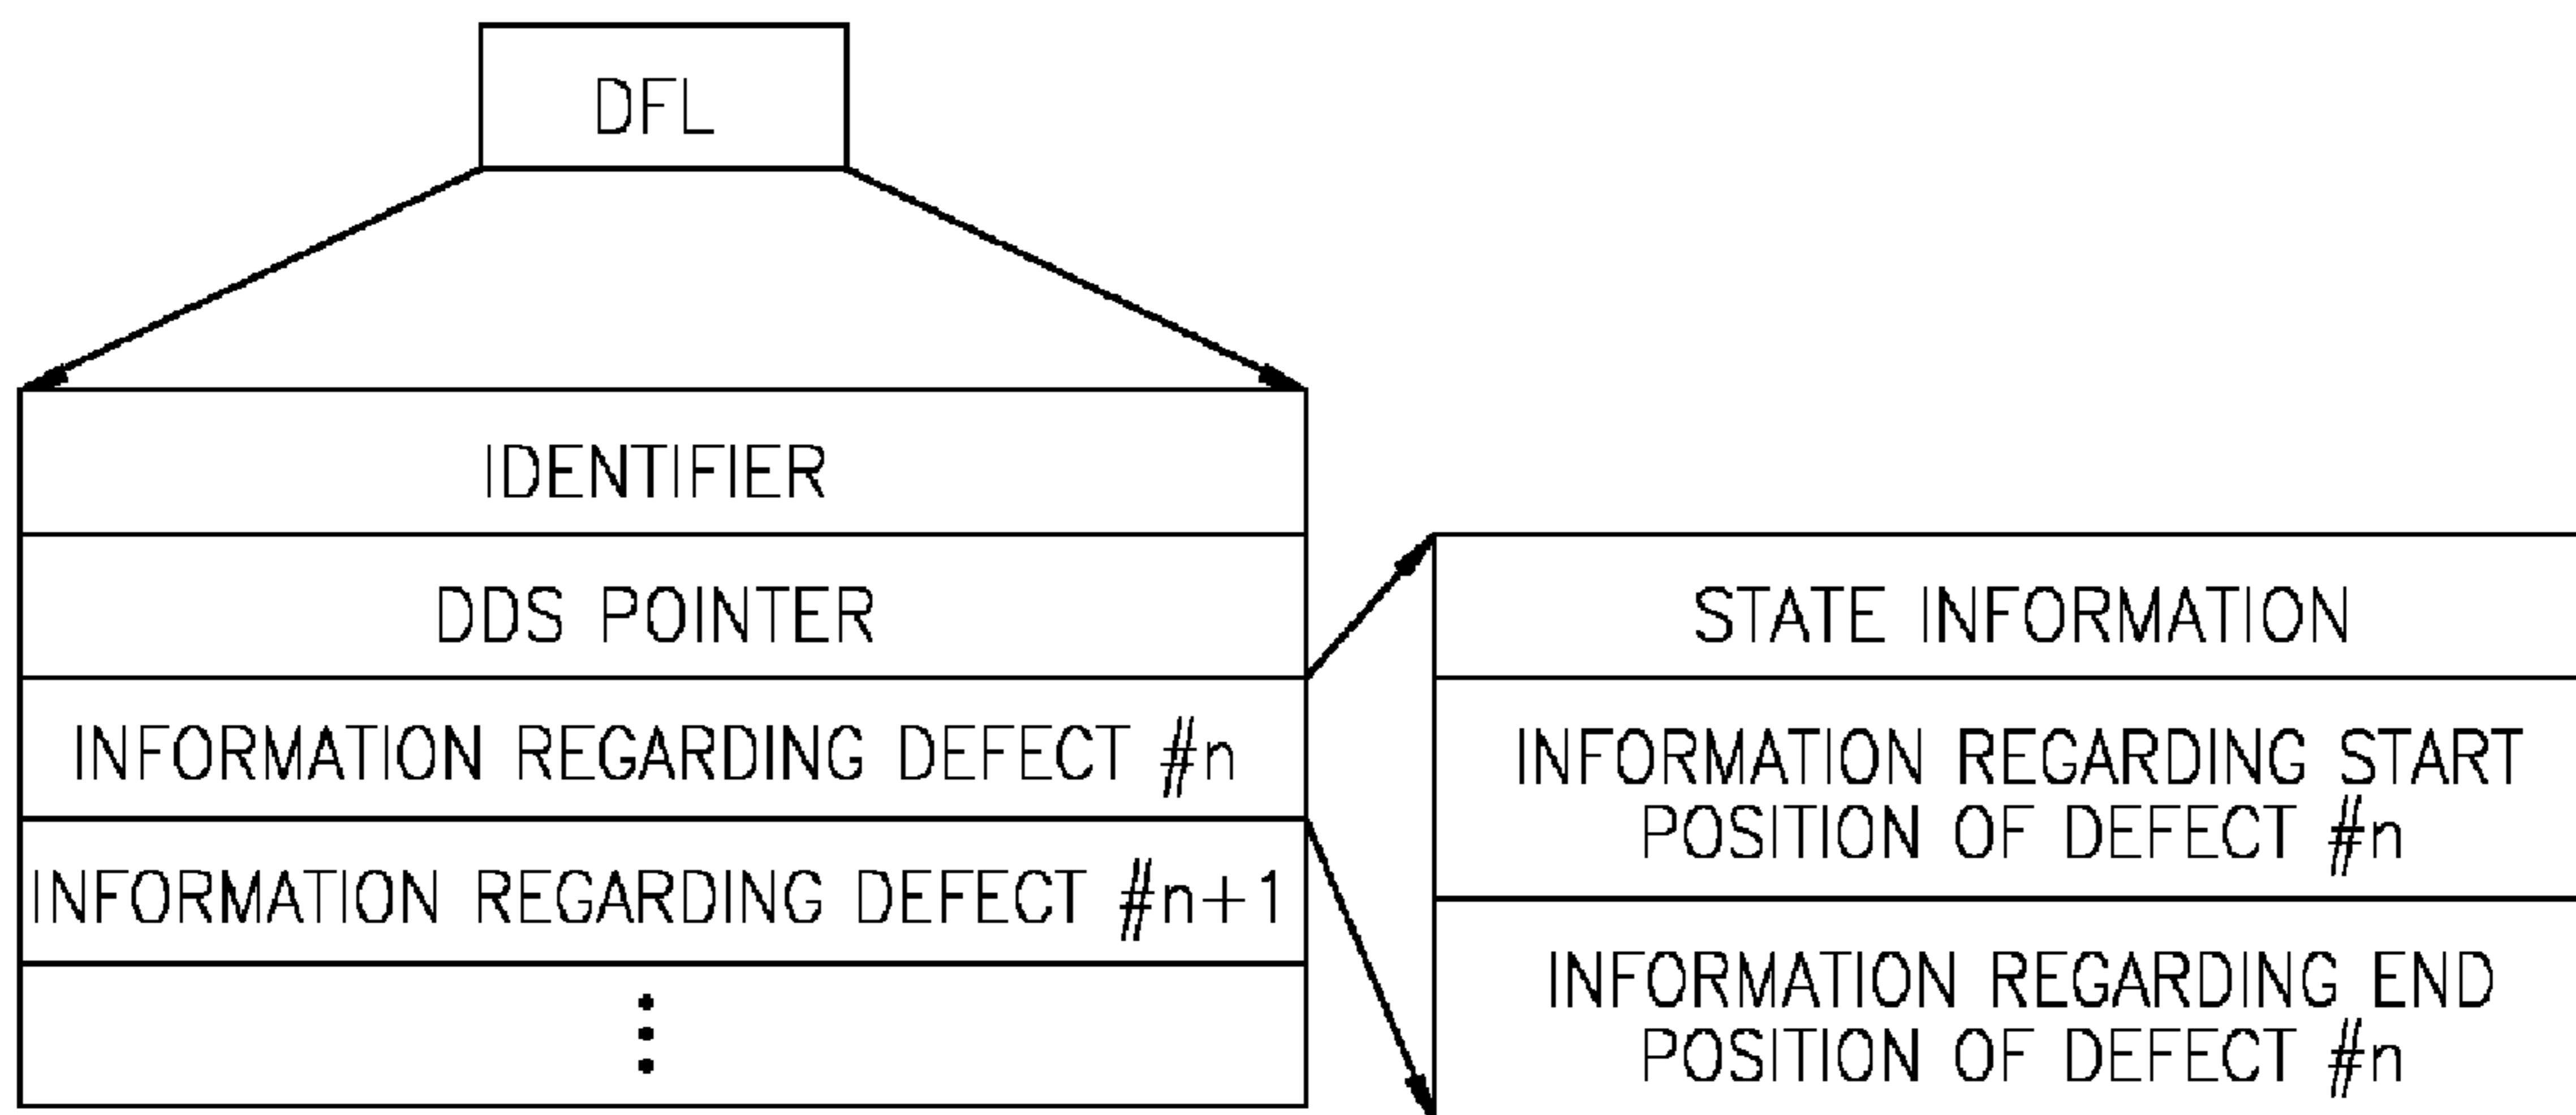 DFL
IDENTIFIER
DDS POINTER
INFORMATION REGARDING DEFECT #n
INFORMATION REGARDING DEFECT #n+1
⋮
STATE INFORMATION
INFORMATION REGARDING START
POSITION OF DEFECT #n
INFORMATION REGARDING END
POSITION OF DEFECT #n